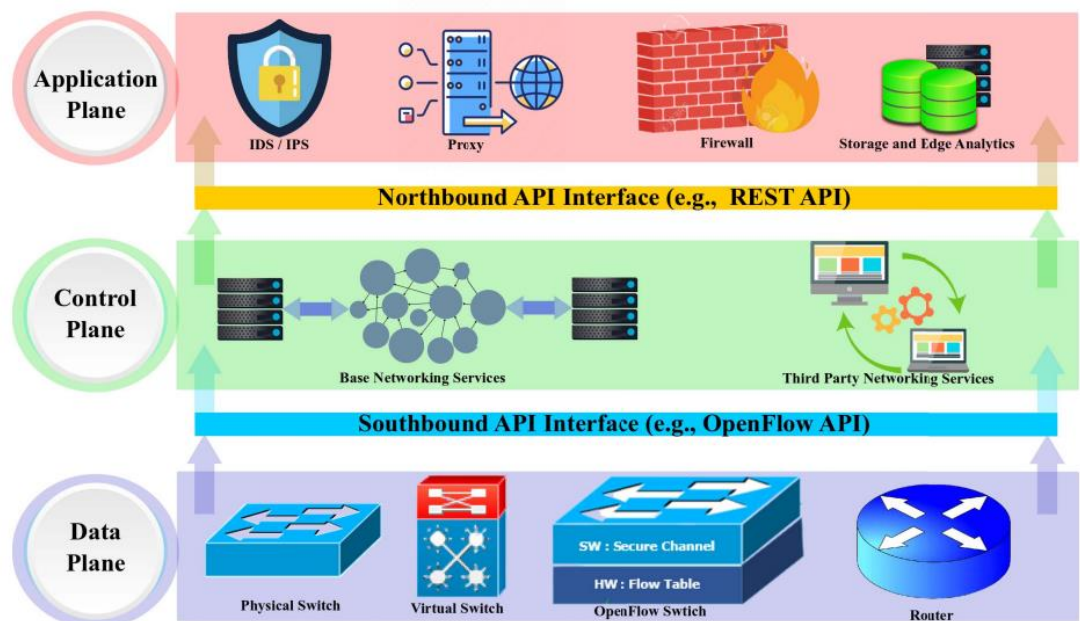 Application
Plane
IDS / IPS
Proxy
Firewall
Storage and Edge Analytics
Northbound API Interface (e.g., REST API)
Control
Plane
Base Networking Services
Third Party Networking Services
Southbound API Interface (e.g., OpenFlow API)
Data
Plane
SW : Secure Channel
HW : Flow Table
Physical Switch
Virtual Switch
OpenFlow Swtich
Router